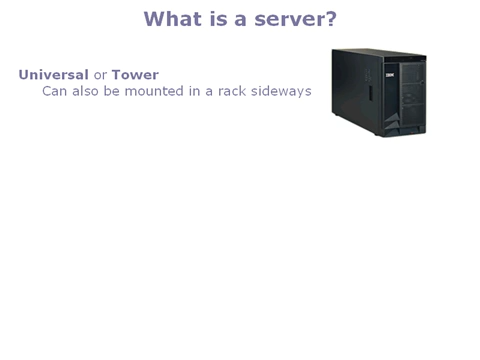 What is a server?
Universal or Tower
Can also be mounted in a rack sideways
IBM